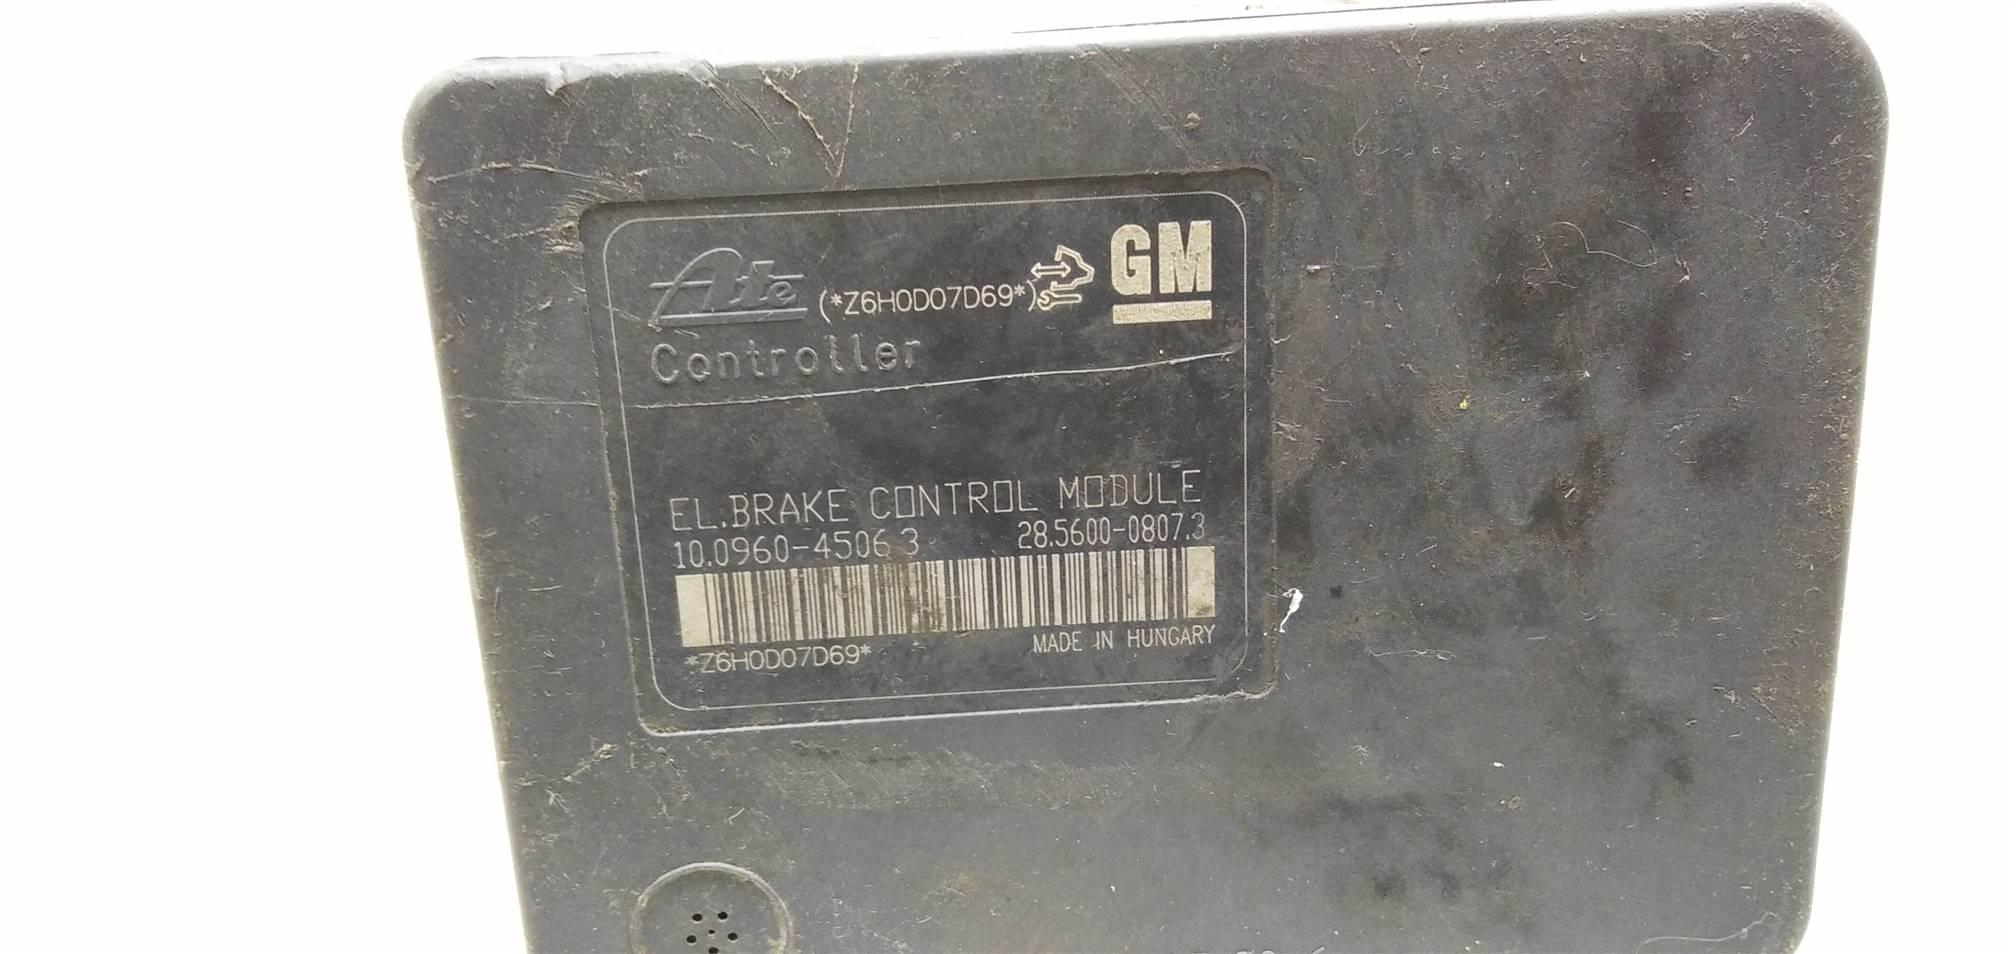 Ate (*Z6H0D07D69*) GM
Controller
EL.BRAKE CONTROL MODULE
10.0960-4506.3 28.5600-0807.3
*Z6H0D07D69* MADE IN HUNGARY